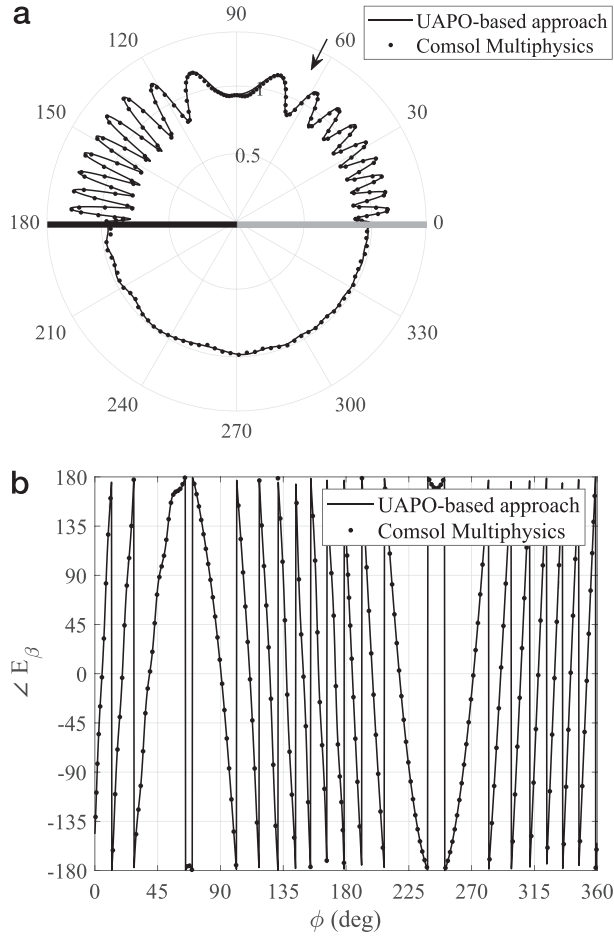 a
90
UAPO-based approach
Comsol Multiphysics
120
60
150
30
1
0.5
180
0
210
330
240
300
270
b
180
UAPO-based approach
Comsol Multiphysics
135
90
45
0
-45
-90
-135
-180
∠ E_β
0 45 90 135 180 225 270 315 360
ϕ (deg)